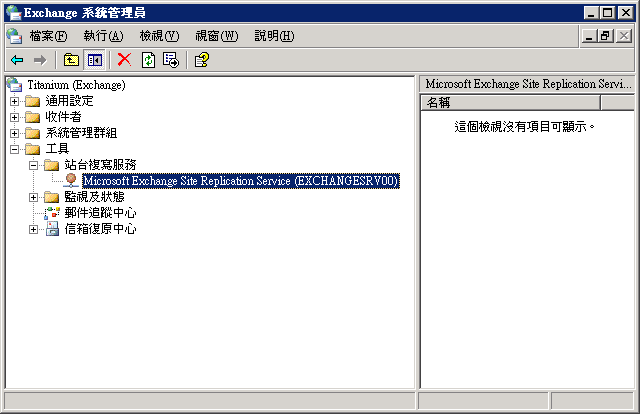 Exchange 系統管理員
檔案(F) 執行(A) 檢視(V) 視窗(W) 說明(H)
Titanium (Exchange)
通用設定
收件者
系統管理群組
工具
站台複寫服務
Microsoft Exchange Site Replication Service (EXCHANGESRV00)
監視及狀態
郵件追蹤中心
信箱復原中心
Microsoft Exchange Site Replication Servi...
名稱
這個檢視沒有項目可顯示。